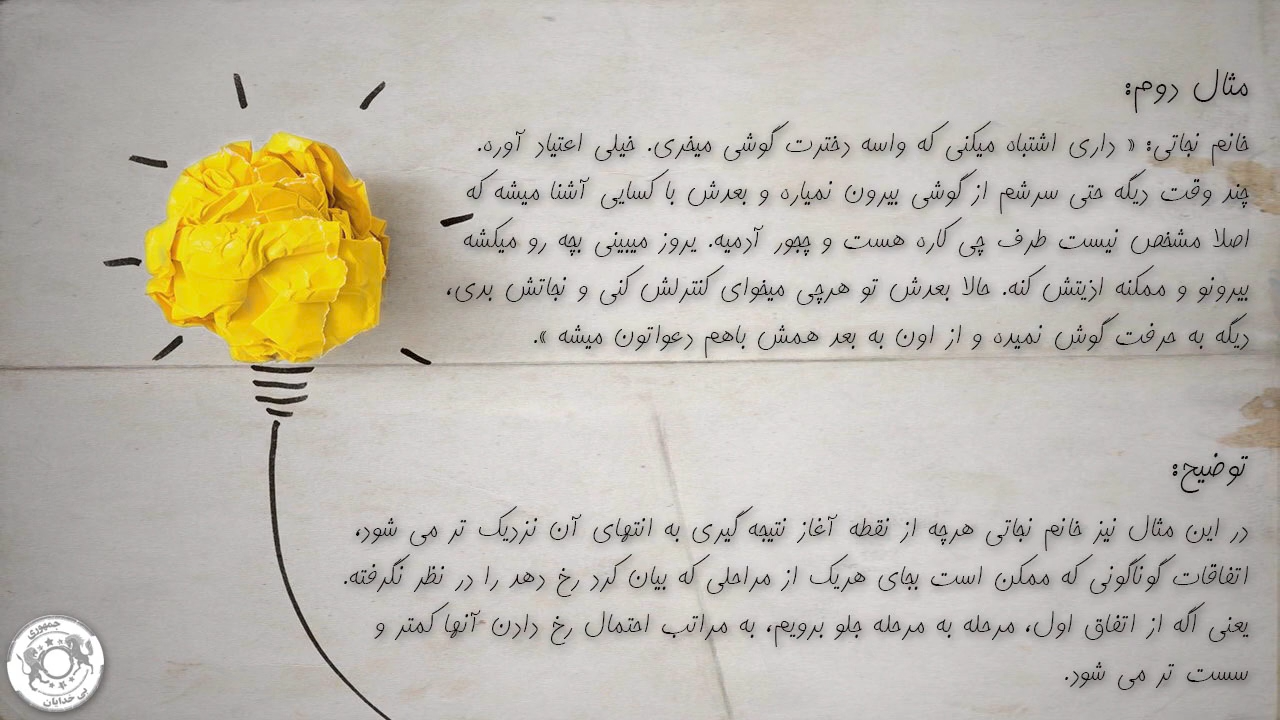 مثال دوم:
خانم نجاتی: « داری اشتباه میکنی که واسه دخترت گوشی میخری. خیلی اعتیاد آوره.
چند وقت دیگه حتی سرشم از گوشی بیرون نمیاره و بعدش با کسایی آشنا میشه که
اصلا مشخص نیست طرف چی کاره هست و چجور آدمیه. یروز میبینی بچه رو میکشه
بیرونو و ممکنه اذیتش کنه. حالا بعدش تو هرچی میخوای کنترلش کنی و نجاتش بدی،
دیگه به حرفت گوش نمیده و از اون به بعد همش باهم دعواتون میشه ».
توضیح:
در این مثال نیز خانم نجاتی هرچه از نقطه آغاز نتیجه گیری به انتهای آن نزدیک تر می شود،
اتفاقات گوناگونی که ممکن است بجای هریک از مراحلی که بیان کرد رخ دهد را در نظر نگرفته.
یعنی اگه از اتفاق اول، مرحله به مرحله جلو برویم، به مراتب احتمال رخ دادن آنها کمتر و
سست تر می شود.
جمهوری
بی خدایان